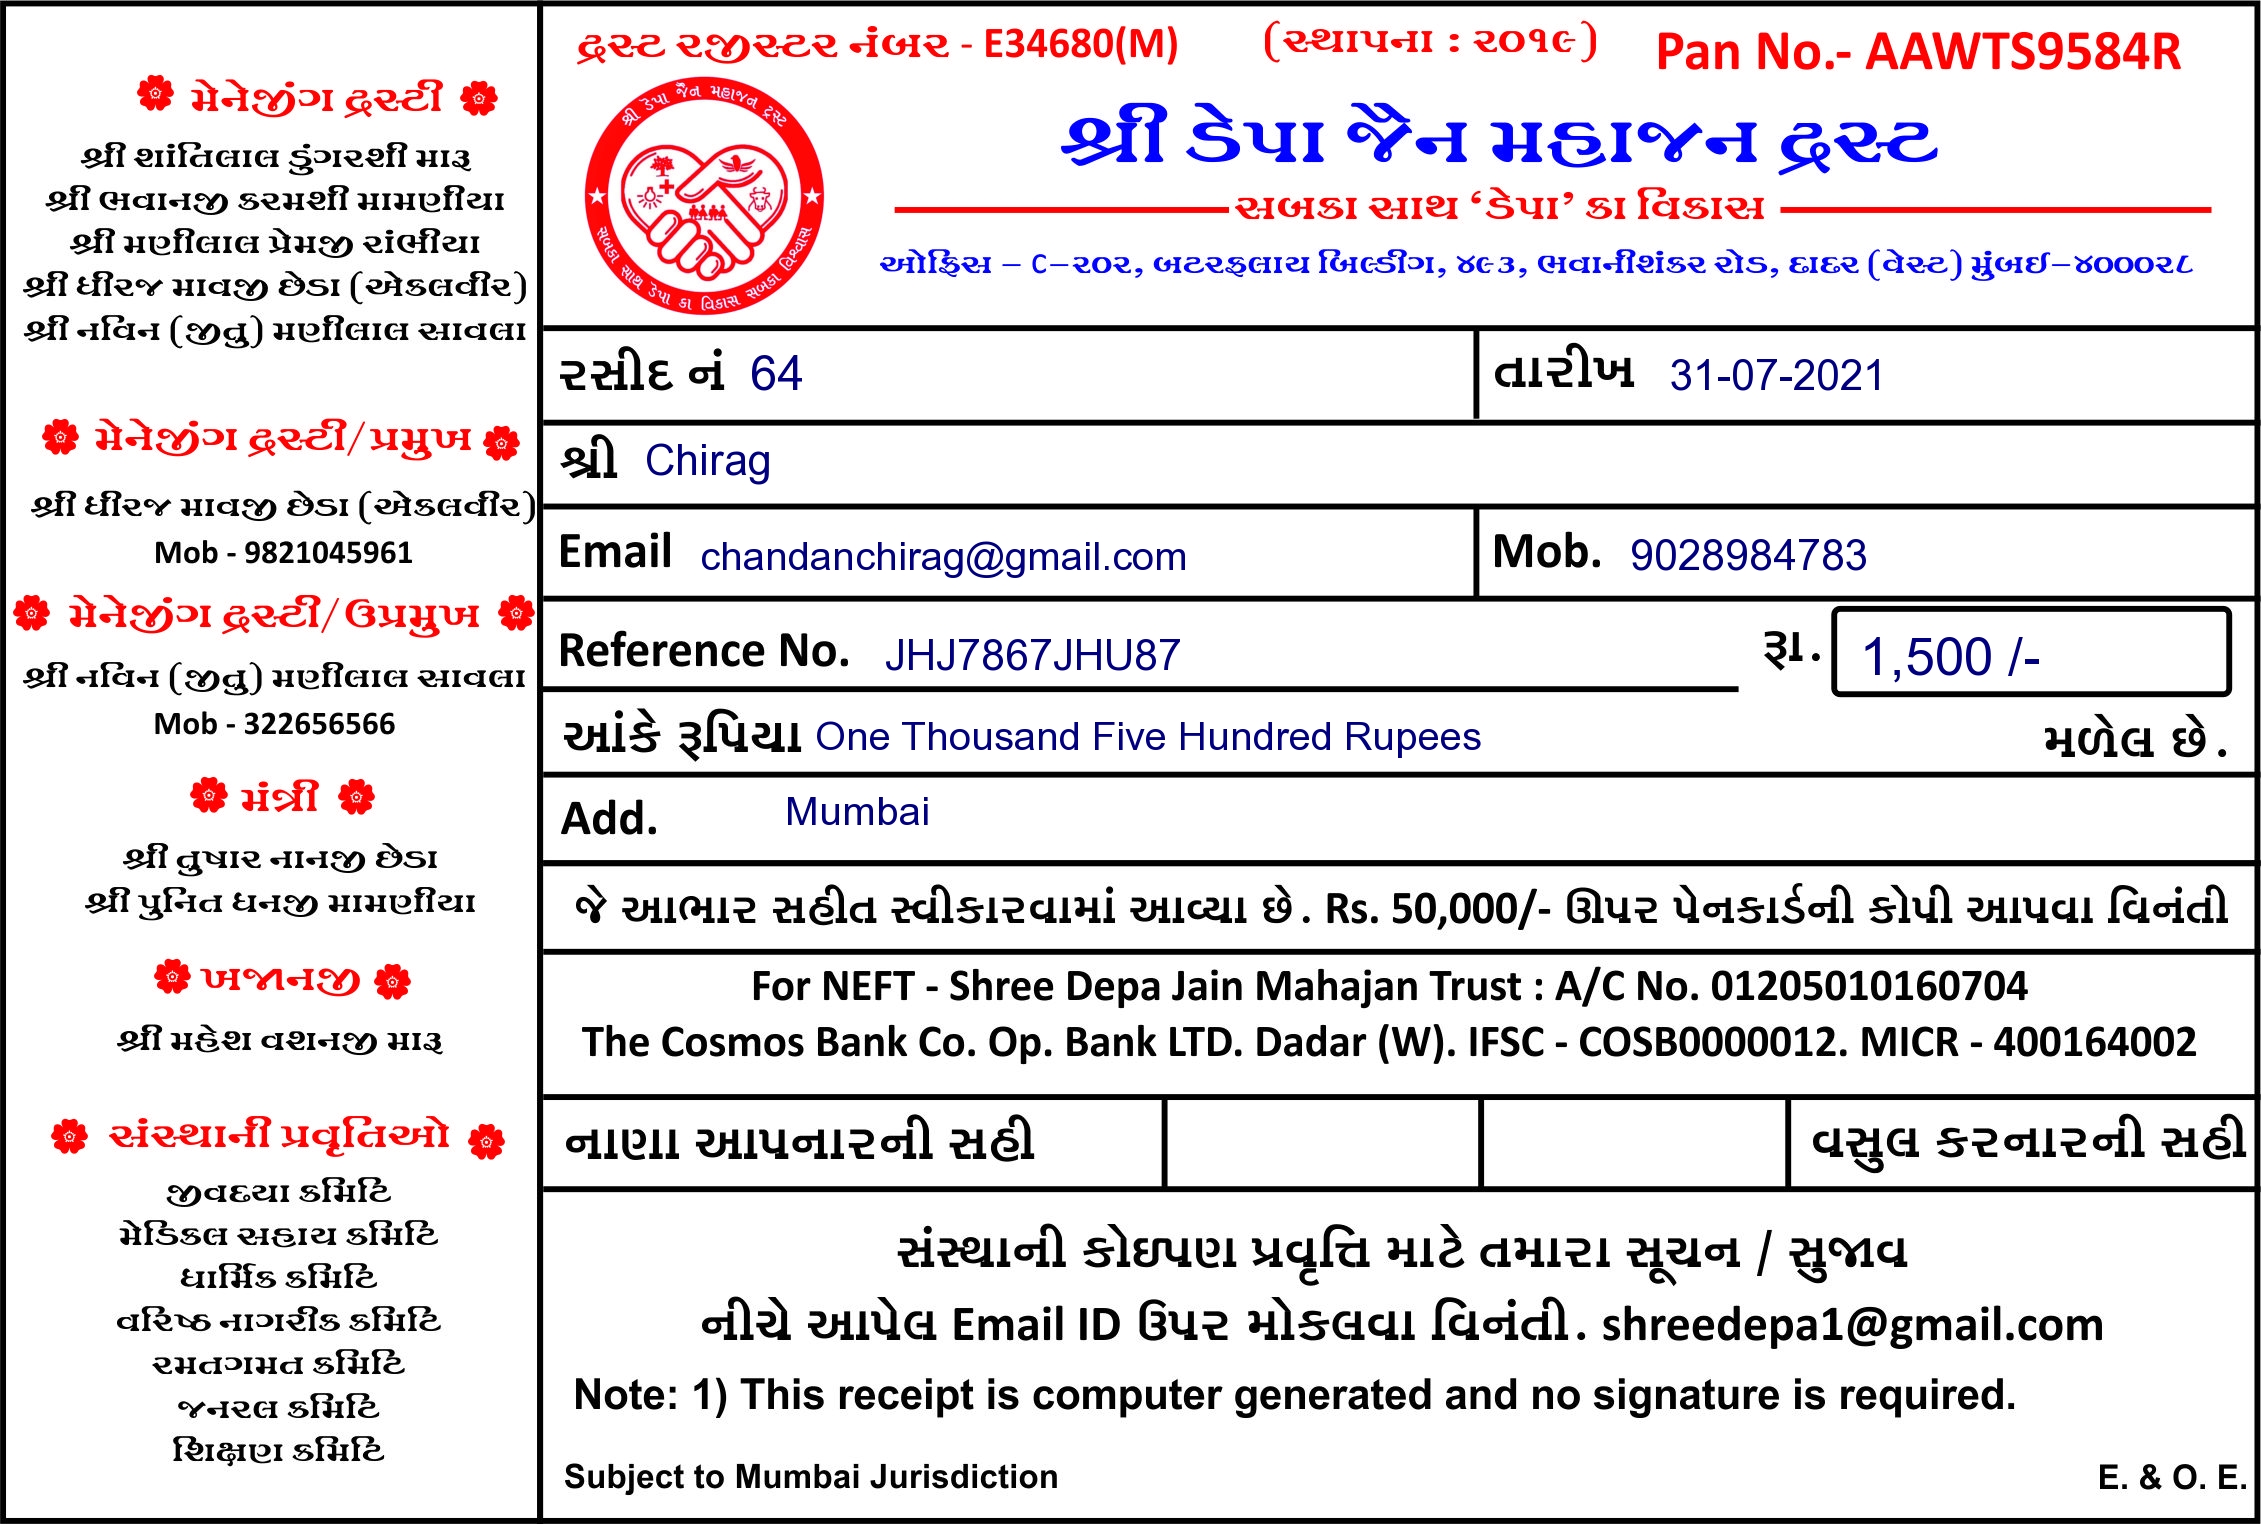 મેનેજીંગ ટ્રસ્ટી
શ્રી શાંતિલાલ ડુંગરશી મારૂ
શ્રી ભવાનજી કરમશી મામણીયા
શ્રી મણીલાલ પ્રેમજી રાંભીયા
શ્રી ધીરજ માવજી છેડા (એકલવીર)
શ્રી નવિન (જીતુ) મણીલાલ સાવલા
મેનેજીંગ ટ્રસ્ટી/પ્રમુખ
શ્રી ધીરજ માવજી છેડા (એકલવીર)
Mob - 9821045961
મેનેજીંગ ટ્રસ્ટી/ઉપ્રમુખ
શ્રી નવિન (જીતુ) મણીલાલ સાવલા
Mob - 322656566
મંત્રી
શ્રી તુષાર નાનજી છેડા
શ્રી પુનિત ધનજી મામણીયા
ખજાનજી
શ્રી મહેશ વશનજી મારૂ
સંસ્થાની પ્રવૃતિઓ
જીવદયા કમિટિ
મેડિકલ સહાય કમિટિ
ધાર્મિક કમિટિ
વરિષ્ઠ નાગરીક કમિટિ
રમતગમત કમિટિ
જનરલ કમિટિ
શિક્ષણ કમિટિ
ટ્રસ્ટ રજીસ્ટર નંબર - E34680(M) (સ્થાપના : ૨૦૧૯) Pan No.- AAWTS9584R
શ્રી ડેપા જૈન મહાજન ટ્રસ્ટ
સબકા સાથ ડેપા કા વિકાસ સબકા વિશ્વાસ
શ્રી ડેપા જૈન મહાજન ટ્રસ્ટ
સબકા સાથ ‘ડેપા’ કા વિકાસ
ઓફિસ – C–૨૦૨, બટરફલાય બિલ્ડીંગ, ૪૯૩, ભવાનીશંકર રોડ, દાદર (વેસ્ટ) મુંબઈ–૪૦૦૦૨૮
રસીદ નં 64 તારીખ 31-07-2021
શ્રી Chirag
Email chandanchirag@gmail.com Mob. 9028984783
Reference No. JHJ7867JHU87 રૂા. 1,500 /-
આંકે રૂપિયા One Thousand Five Hundred Rupees મળેલ છે.
Add. Mumbai
જે આભાર સહીત સ્વીકારવામાં આવ્યા છે. Rs. 50,000/- ઊપર પેનકાર્ડની કોપી આપવા વિનંતી
For NEFT - Shree Depa Jain Mahajan Trust : A/C No. 01205010160704
The Cosmos Bank Co. Op. Bank LTD. Dadar (W). IFSC - COSB0000012. MICR - 400164002
નાણા આપનારની સહી વસુલ કરનારની સહી
સંસ્થાની કોઇપણ પ્રવૃત્તિ માટે તમારા સૂચન / સુજાવ
નીચે આપેલ Email ID ઉપર મોકલવા વિનંતી. shreedepa1@gmail.com
Note: 1) This receipt is computer generated and no signature is required.
Subject to Mumbai Jurisdiction E. & O. E.